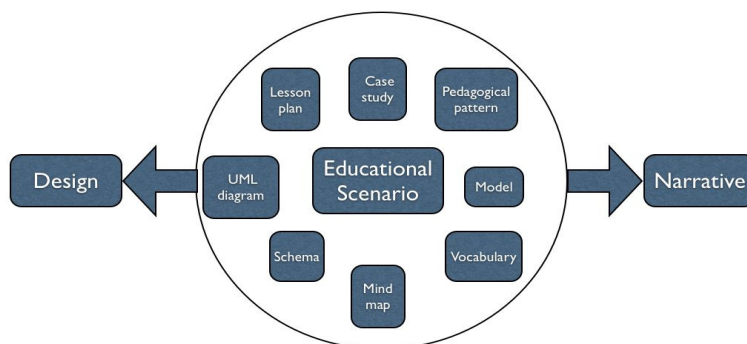 Case
study
Lesson
plan
Pedagogical
pattern
Design
UML
diagram
Educational
Scenario
Model
Narrative
Schema
Vocabulary
Mind
map